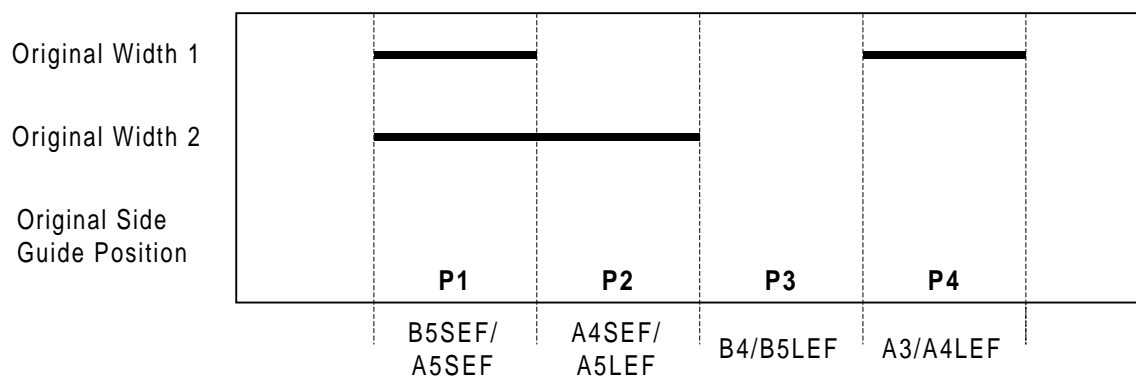 Original Width 1
Original Width 2
Original Side
Guide Position
P1 P2 P3 P4
B5SEF/
A5SEF
A4SEF/
A5LEF
B4/B5LEF
A3/A4LEF